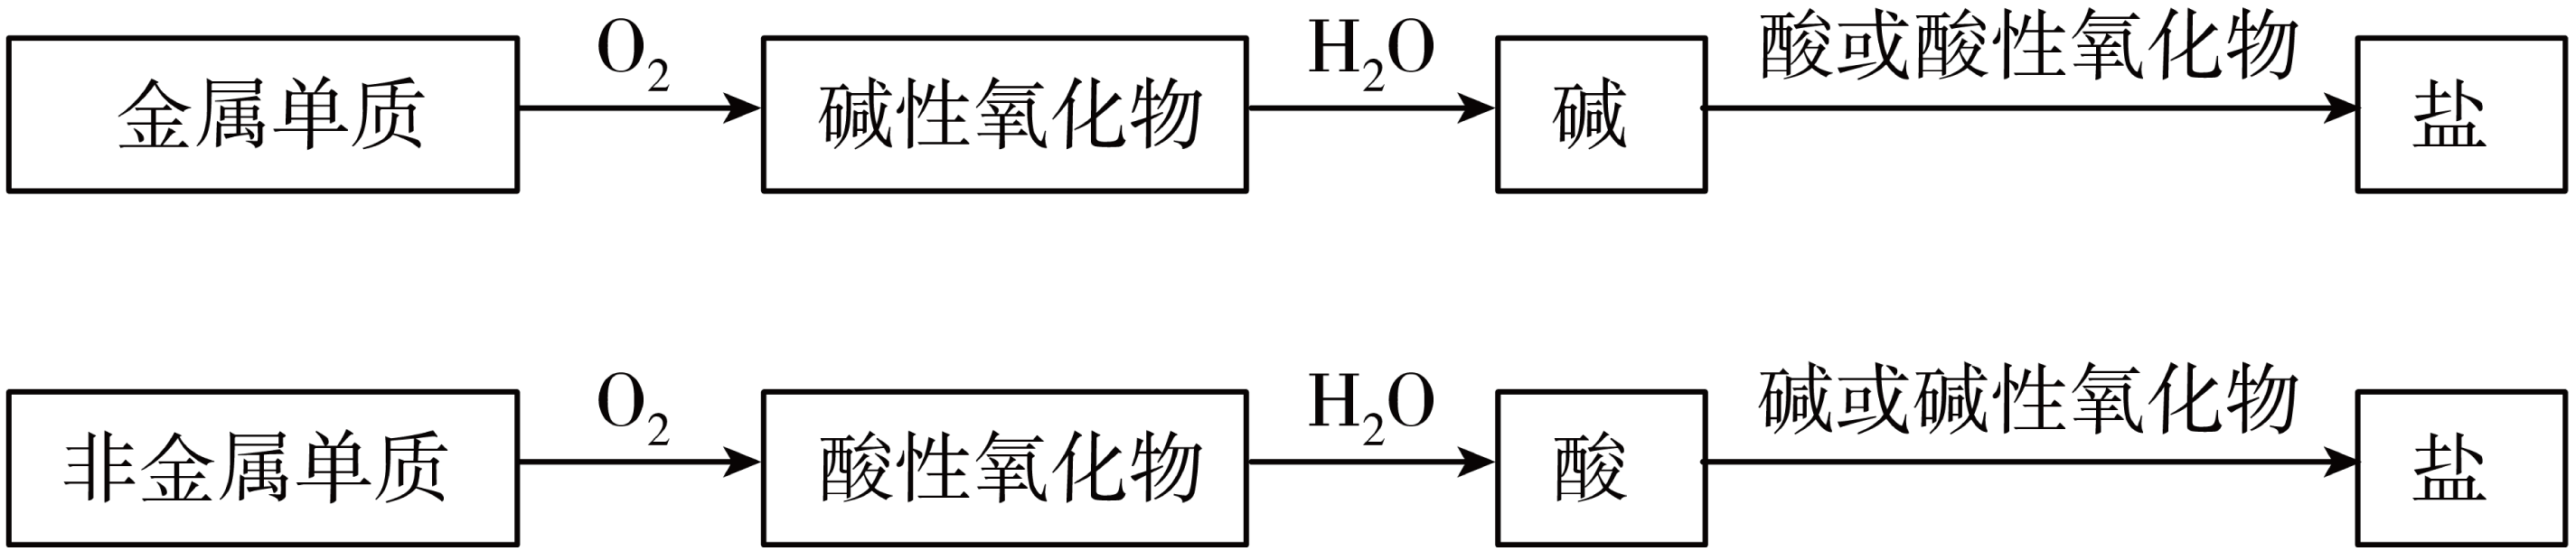 金属单质 O₂ 碱性氧化物 H₂O 碱 酸或酸性氧化物 盐
非金属单质 O₂ 酸性氧化物 H₂O 酸 碱或碱性氧化物 盐